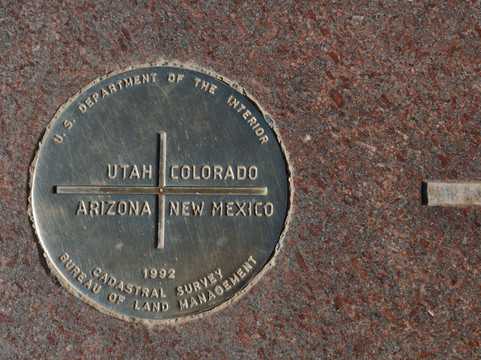 U.S. DEPARTMENT OF THE INTERIOR
UTAH COLORADO
ARIZONA NEW MEXICO
1992
CADASTRAL SURVEY
BUREAU OF LAND MANAGEMENT